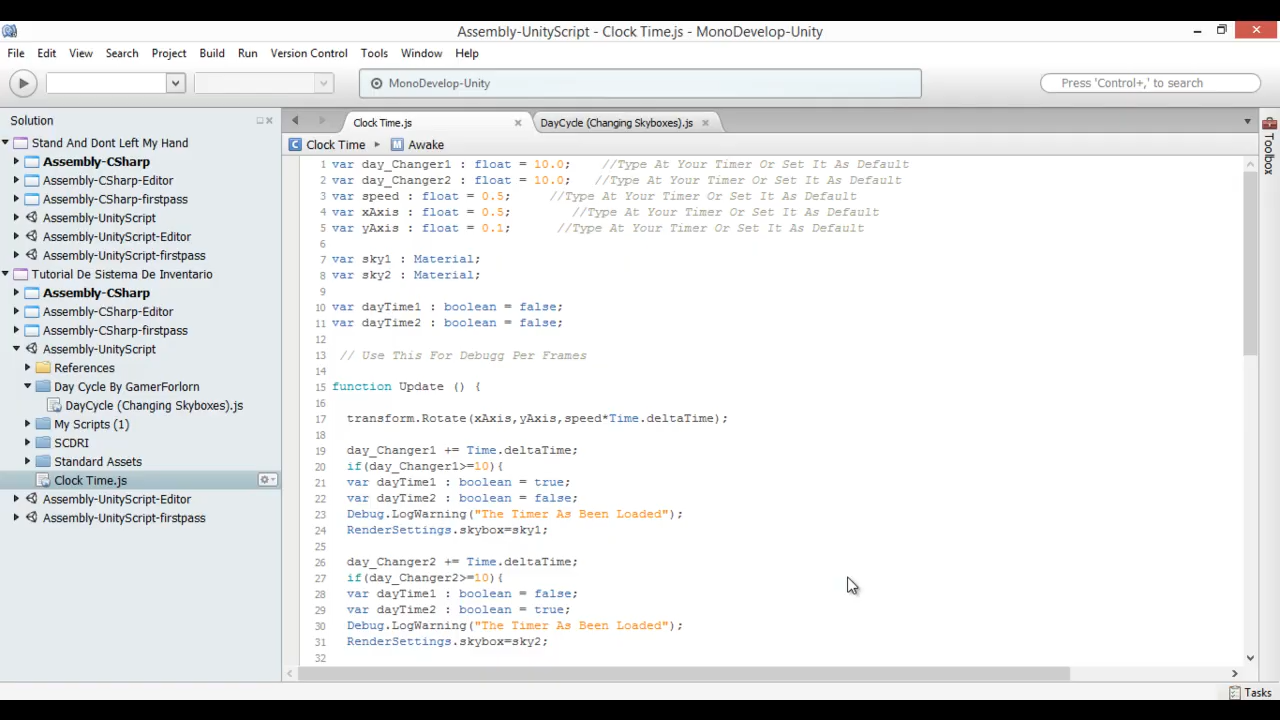 Assembly-UnityScript - Clock Time.js - MonoDevelop-Unity
File Edit View Search Project Build Run Version Control Tools Window Help
MonoDevelop-Unity
Press 'Control+,' to search
Solution
Clock Time.js
DayCycle (Changing Skyboxes).js
Toolbox
Clock Time
Awake
Stand And Dont Left My Hand
Assembly-CSharp
Assembly-CSharp-Editor
Assembly-CSharp-firstpass
Assembly-UnityScript
Assembly-UnityScript-Editor
Assembly-UnityScript-firstpass
Tutorial De Sistema De Inventario
Assembly-CSharp
Assembly-CSharp-Editor
Assembly-CSharp-firstpass
Assembly-UnityScript
References
Day Cycle By GamerForlorn
DayCycle (Changing Skyboxes).js
My Scripts (1)
SCDRI
Standard Assets
Clock Time.js
Assembly-UnityScript-Editor
Assembly-UnityScript-firstpass
1 var day_Changer1 : float = 10.0; //Type At Your Timer Or Set It As Default
2 var day_Changer2 : float = 10.0; //Type At Your Timer Or Set It As Default
3 var speed : float = 0.5; //Type At Your Timer Or Set It As Default
4 var xAxis : float = 0.5; //Type At Your Timer Or Set It As Default
5 var yAxis : float = 0.1; //Type At Your Timer Or Set It As Default
6
7 var sky1 : Material;
8 var sky2 : Material;
9
10 var dayTime1 : boolean = false;
11 var dayTime2 : boolean = false;
12
13 // Use This For Debugg Per Frames
14
15 function Update () {
16
17 transform.Rotate(xAxis,yAxis,speed*Time.deltaTime);
18
19 day_Changer1 += Time.deltaTime;
20 if(day_Changer1>=10){
21 var dayTime1 : boolean = true;
22 var dayTime2 : boolean = false;
23 Debug.LogWarning("The Timer As Been Loaded");
24 RenderSettings.skybox=sky1;
25
26 day_Changer2 += Time.deltaTime;
27 if(day_Changer2>=10){
28 var dayTime1 : boolean = false;
29 var dayTime2 : boolean = true;
30 Debug.LogWarning("The Timer As Been Loaded");
31 RenderSettings.skybox=sky2;
32
Tasks